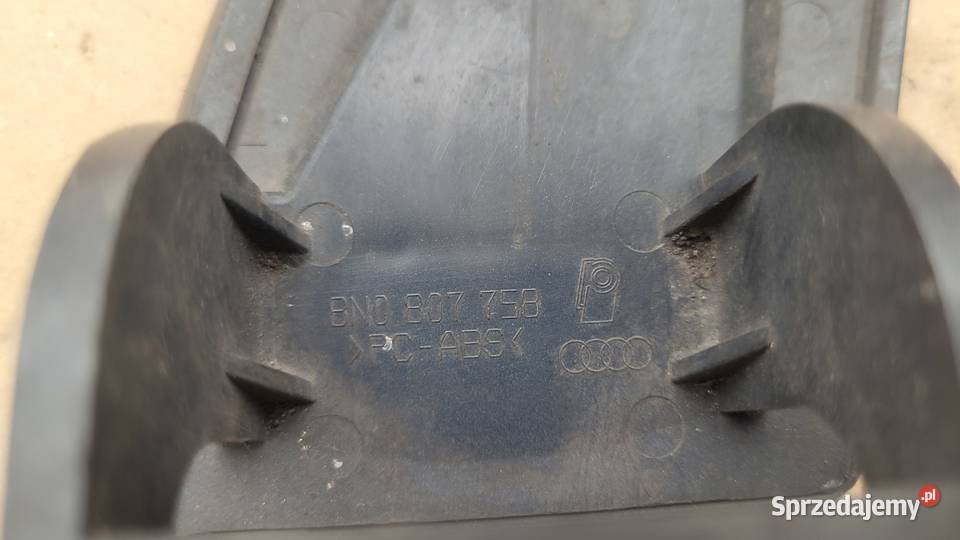 8N0 807 758
>PC-ABS<
Sprzedajemy.pl